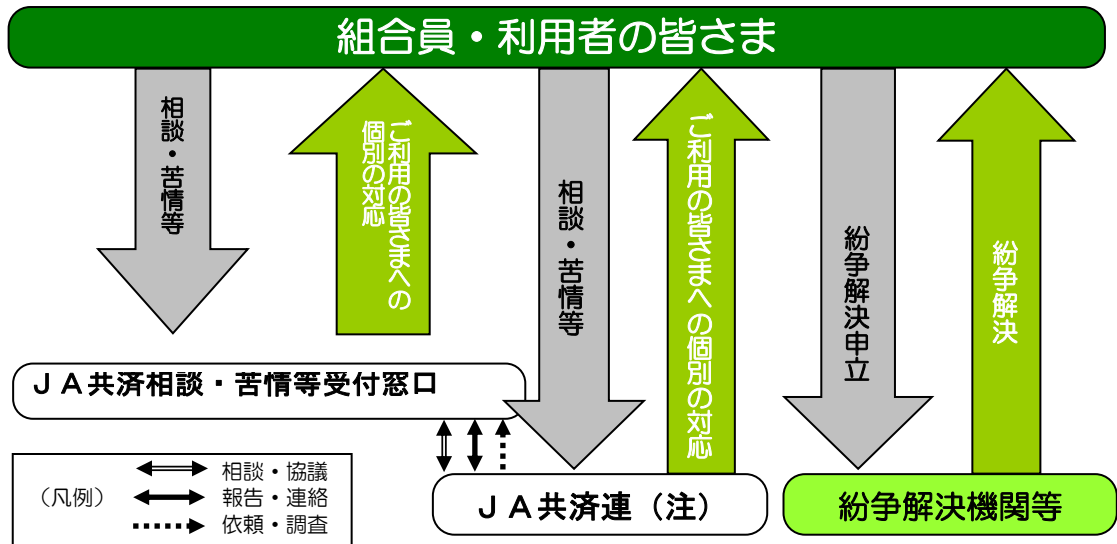 組合員・利用者の皆さま
相談・苦情等
ご利用の皆さまへの
個別の対応
相談・苦情等
ご利用の皆さまへの個別の対応
紛争解決申立
紛争解決
ＪＡ共済相談・苦情等受付窓口
ＪＡ共済連（注）
紛争解決機関等
（凡例）
相談・協議
報告・連絡
依頼・調査